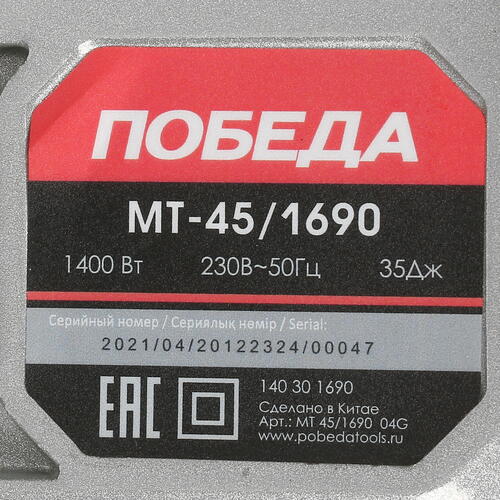 ПОБЕДА
МТ-45/1690
1400 Вт 230В~50Гц 35Дж
Серийный номер / Сериялық нөмір / Serial:
2021/04/20122324/00047
EAC
140 30 1690
Сделано в Китае
Арт.: МТ 45/1690 04G
www.pobedatools.ru